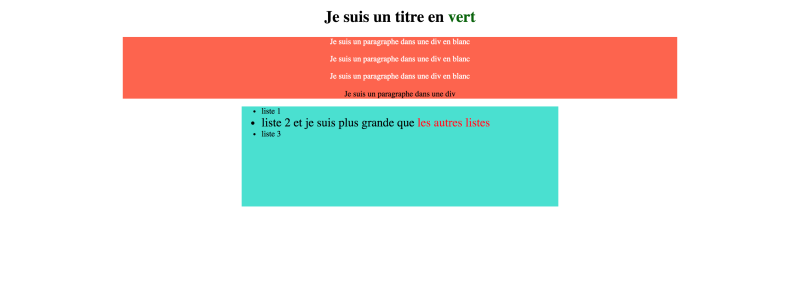 Je suis un titre en vert
Je suis un paragraphe dans une div en blanc
Je suis un paragraphe dans une div en blanc
Je suis un paragraphe dans une div en blanc
Je suis un paragraphe dans une div
• liste 1
• liste 2 et je suis plus grande que les autres listes
• liste 3